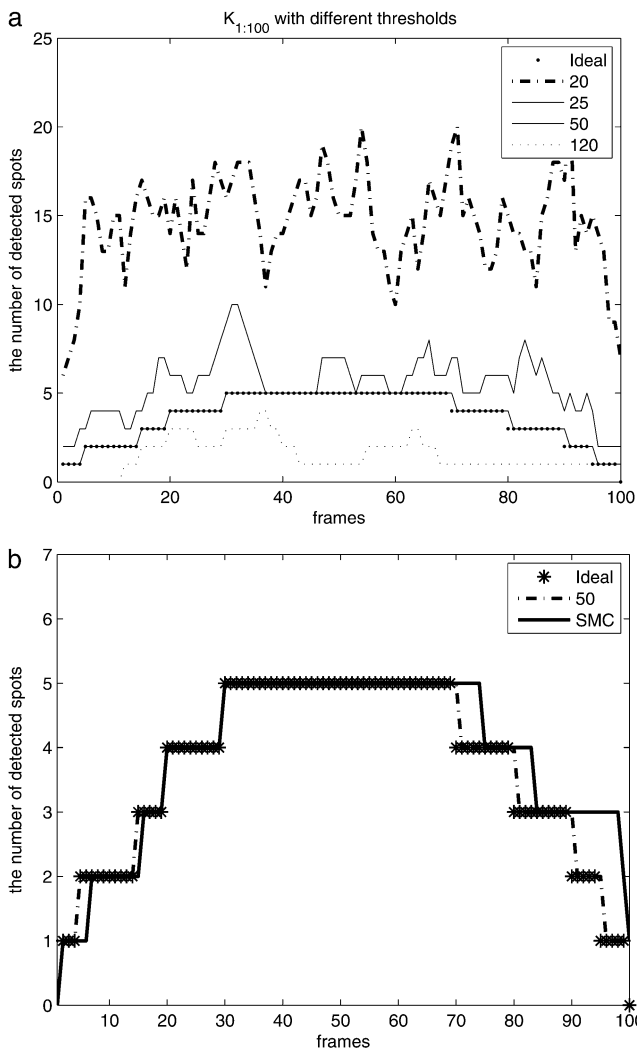 a
K1:100 with different thresholds
25
20
15
10
5
0
the number of detected spots
Ideal
20
25
50
120
0 20 40 60 80 100
frames
b
7
6
5
4
3
2
1
0
the number of detected spots
Ideal
50
SMC
10 20 30 40 50 60 70 80 90 100
frames